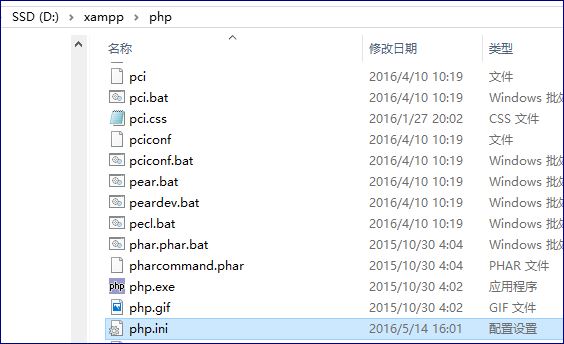 SSD (D:) xampp php
名称 修改日期 类型
pci 2016/4/10 10:19 文件
pci.bat 2016/4/10 10:19 Windows 批
pci.css 2016/1/27 20:02 CSS 文件
pciconf 2016/4/10 10:19 文件
pciconf.bat 2016/4/10 10:19 Windows 批
pear.bat 2016/4/10 10:19 Windows 批
peardev.bat 2016/4/10 10:19 Windows 批
pecl.bat 2016/4/10 10:19 Windows 批
phar.phar.bat 2015/10/30 4:04 Windows 批
pharcommand.phar 2015/10/30 4:04 PHAR 文件
php php.exe 2015/10/30 4:02 应用程序
php.gif 2015/10/30 4:02 GIF 文件
php.ini 2016/5/14 16:01 配置设置